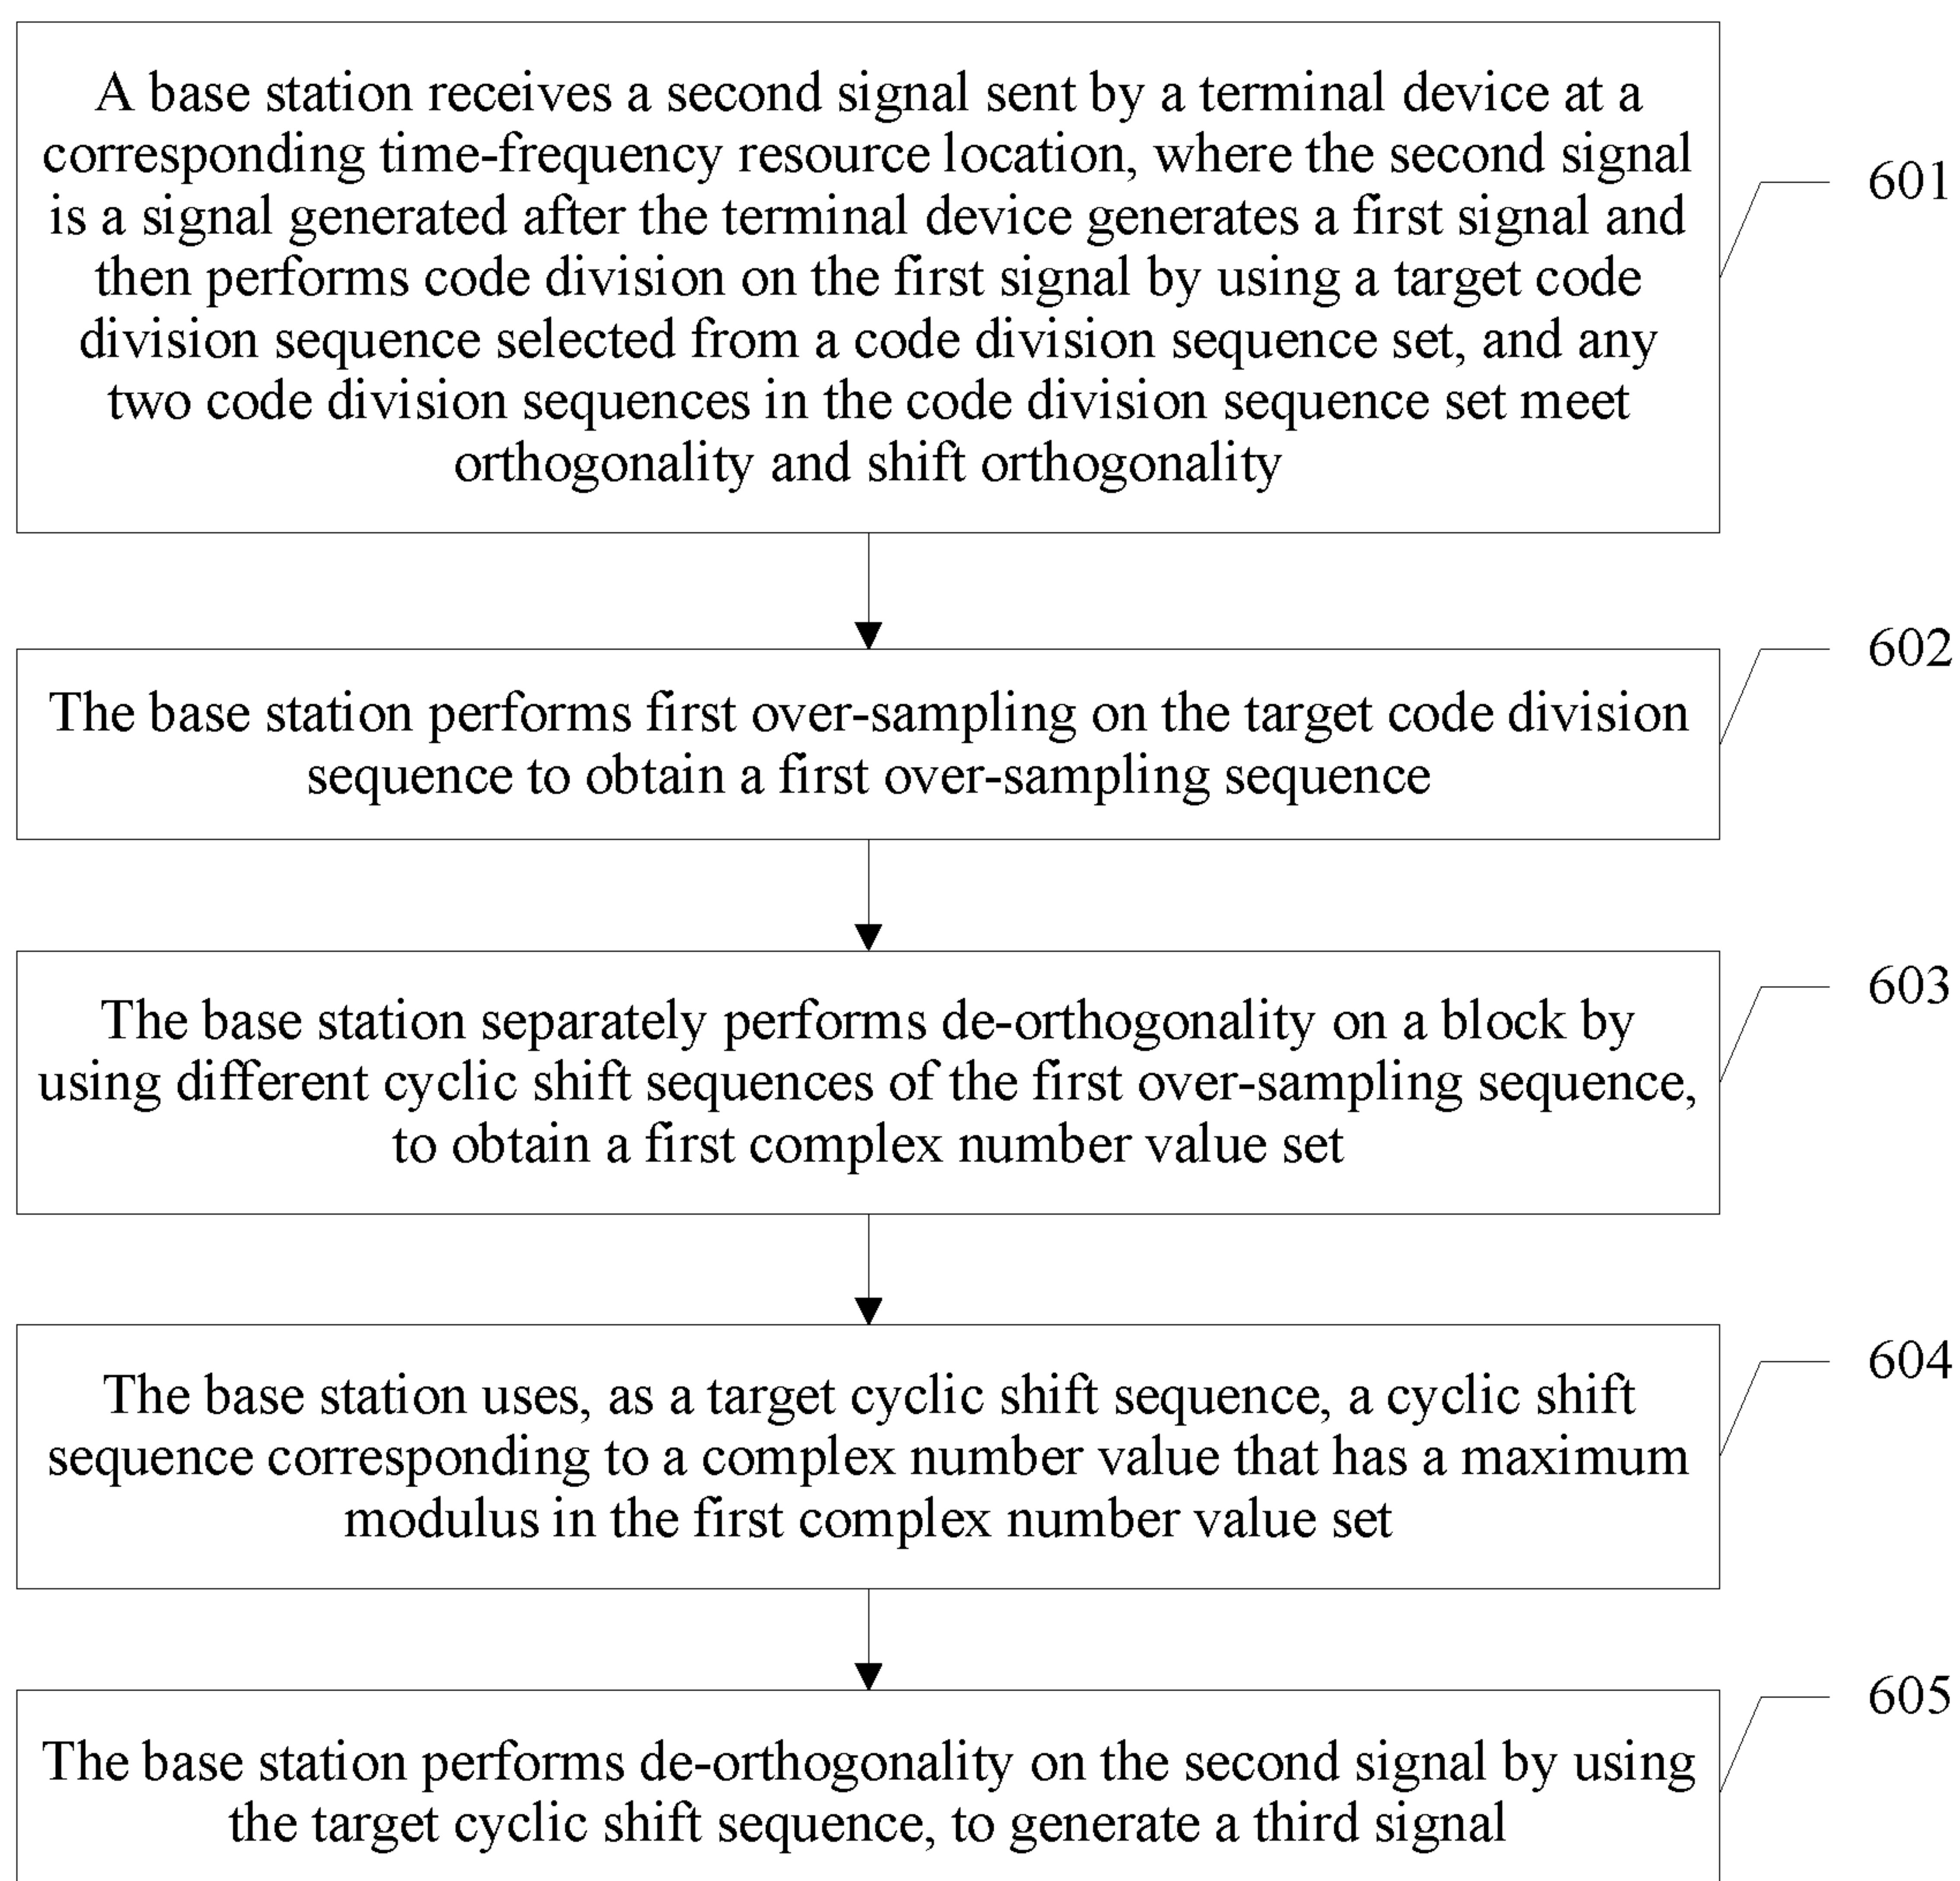 A base station receives a second signal sent by a terminal device at a
corresponding time-frequency resource location, where the second signal
is a signal generated after the terminal device generates a first signal and
then performs code division on the first signal by using a target code
division sequence selected from a code division sequence set, and any
two code division sequences in the code division sequence set meet
orthogonality and shift orthogonality
601
The base station performs first over-sampling on the target code division
sequence to obtain a first over-sampling sequence
602
The base station separately performs de-orthogonality on a block by
using different cyclic shift sequences of the first over-sampling sequence,
to obtain a first complex number value set
603
The base station uses, as a target cyclic shift sequence, a cyclic shift
sequence corresponding to a complex number value that has a maximum
modulus in the first complex number value set
604
The base station performs de-orthogonality on the second signal by using
the target cyclic shift sequence, to generate a third signal
605